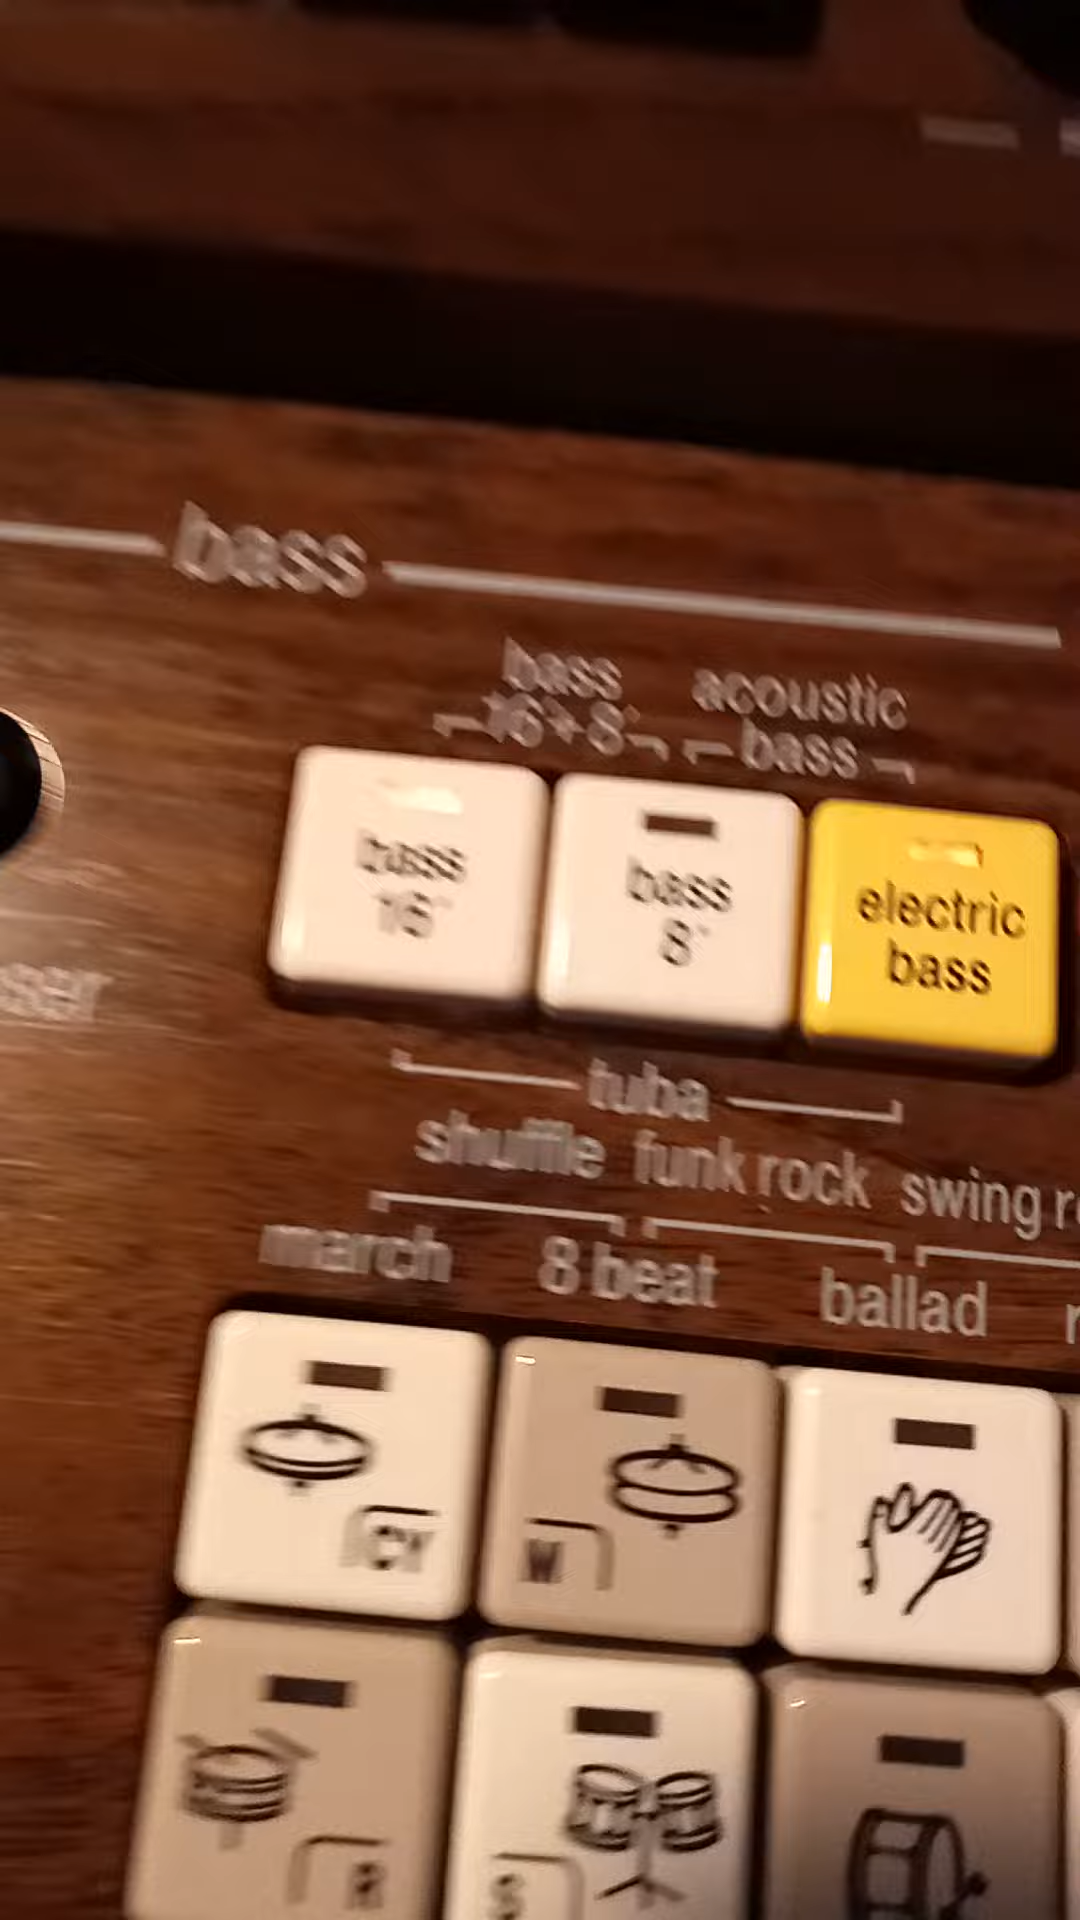 bass
bass
16'+8'
acoustic
bass
bass
16'
bass
8'
electric
bass
tuba
shuffle funk rock swing
march 8 beat ballad
CY
W
R
S